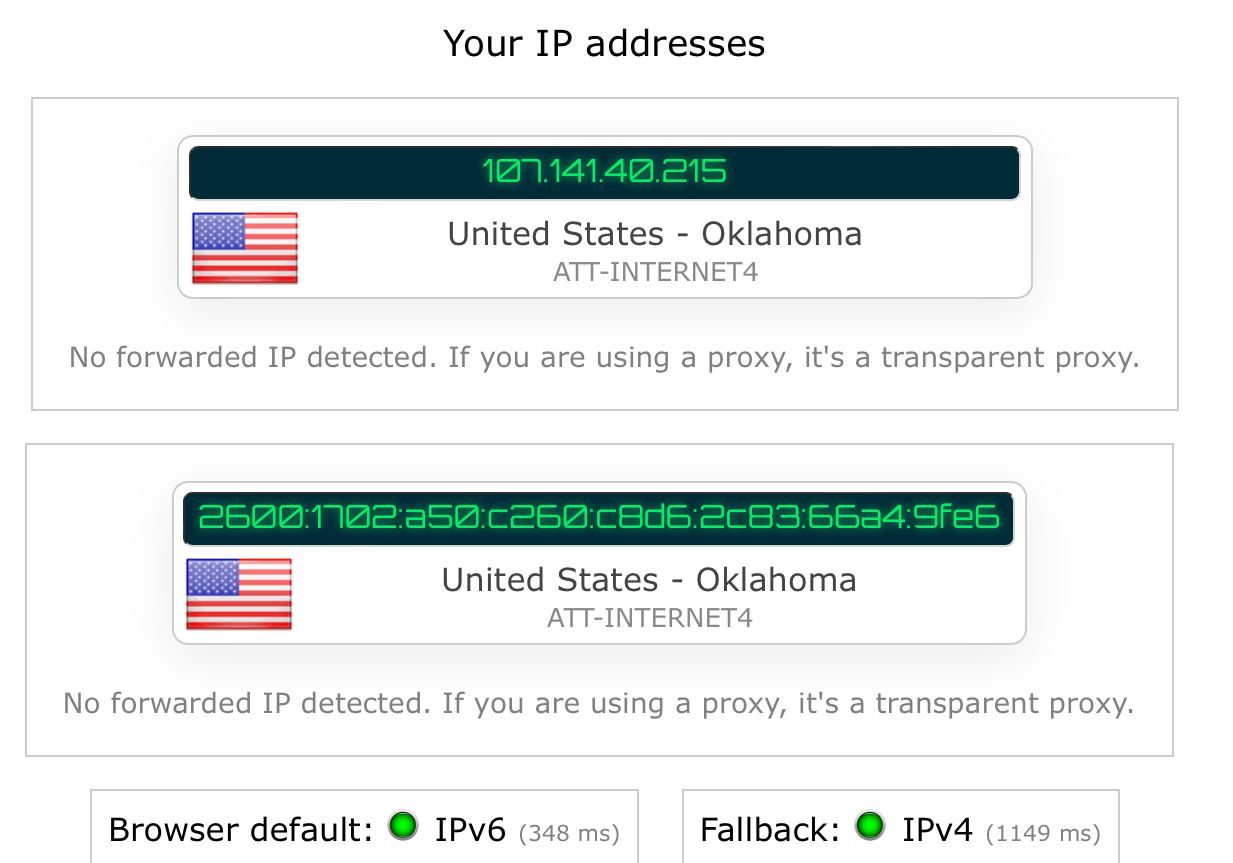 Your IP addresses
107.141.40.215
United States - Oklahoma
ATT-INTERNET4
No forwarded IP detected. If you are using a proxy, it's a transparent proxy.
2600:1702:a50:c260:c8d6:2c83:66a4:9fe6
United States - Oklahoma
ATT-INTERNET4
No forwarded IP detected. If you are using a proxy, it's a transparent proxy.
Browser default: IPv6 (348 ms)
Fallback: IPv4 (1149 ms)